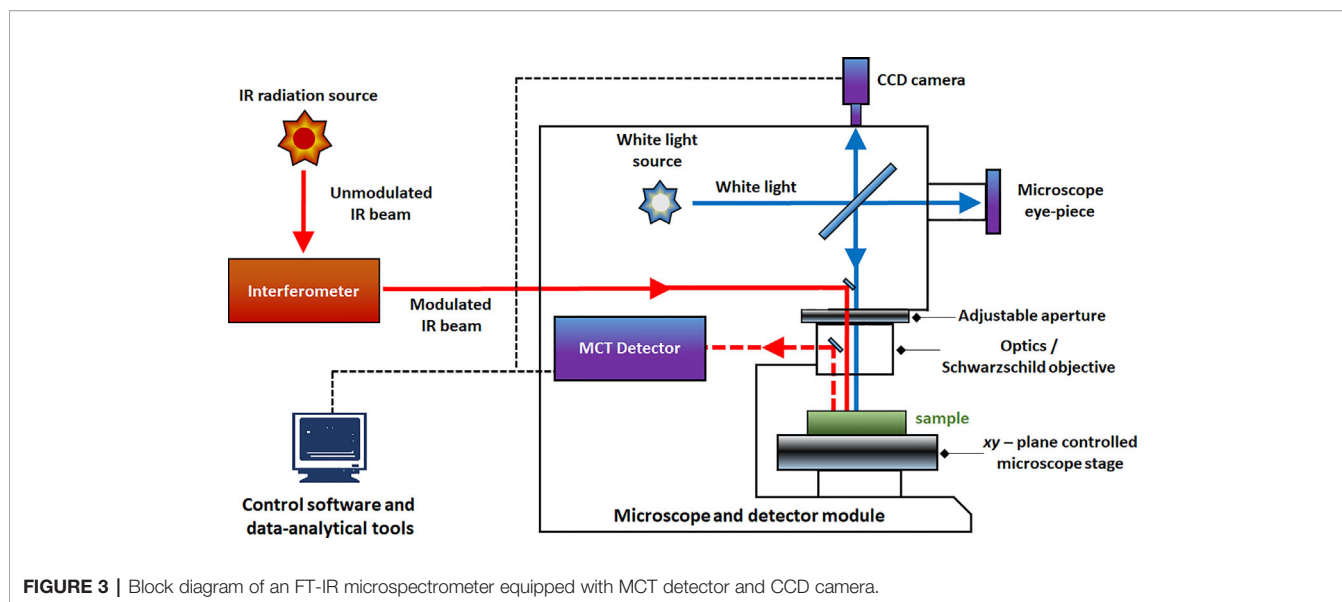 CCD camera
IR radiation source
White light
source
White light
Unmodulated
IR beam
Microscope
eye-piece
Interferometer
Modulated
IR beam
Adjustable aperture
MCT Detector
Optics /
Schwarzschild objective
sample
xy – plane controlled
microscope stage
Control software and
data-analytical tools
Microscope and detector module
FIGURE 3 | Block diagram of an FT-IR microspectrometer equipped with MCT detector and CCD camera.